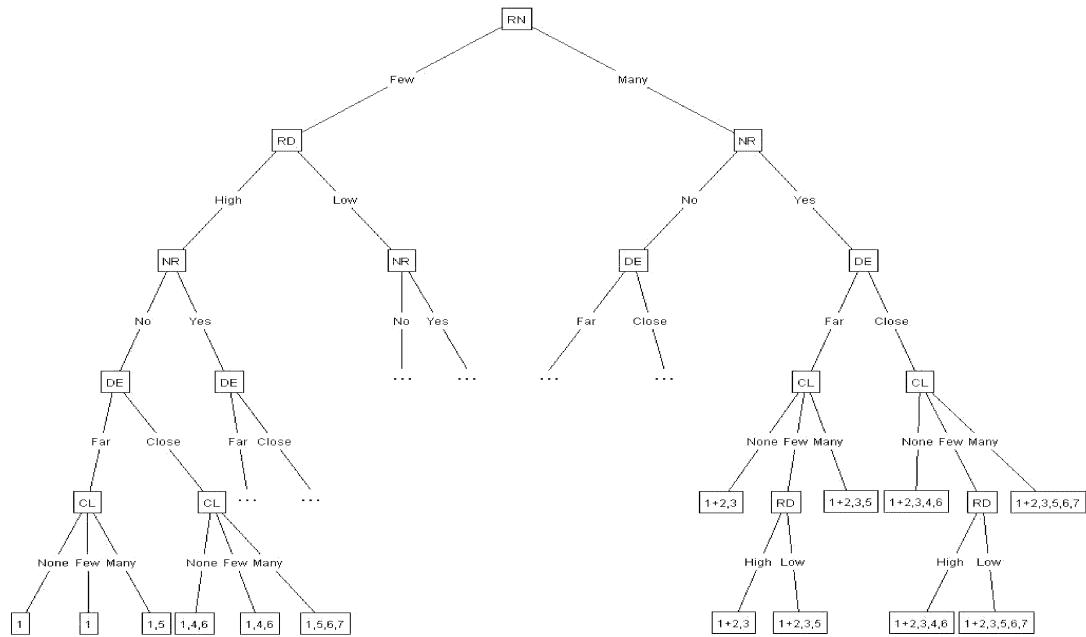 RN
Few Many
RD NR
High Low No Yes
NR NR DE DE
No Yes No Yes Far Close Far Close
DE DE ... ... ... ... CL CL
Far Close Far Close None Few Many None Few Many
CL CL ... ... 1+2,3 RD 1+2,3,5 1+2,3,4,6 RD 1+2,3,5,6,7
None Few Many None Few Many High Low High Low
1 1 1,5 1,4,6 1,4,6 1,5,6,7 1+2,3 1+2,3,5 1+2,3,4,6 1+2,3,5,6,7